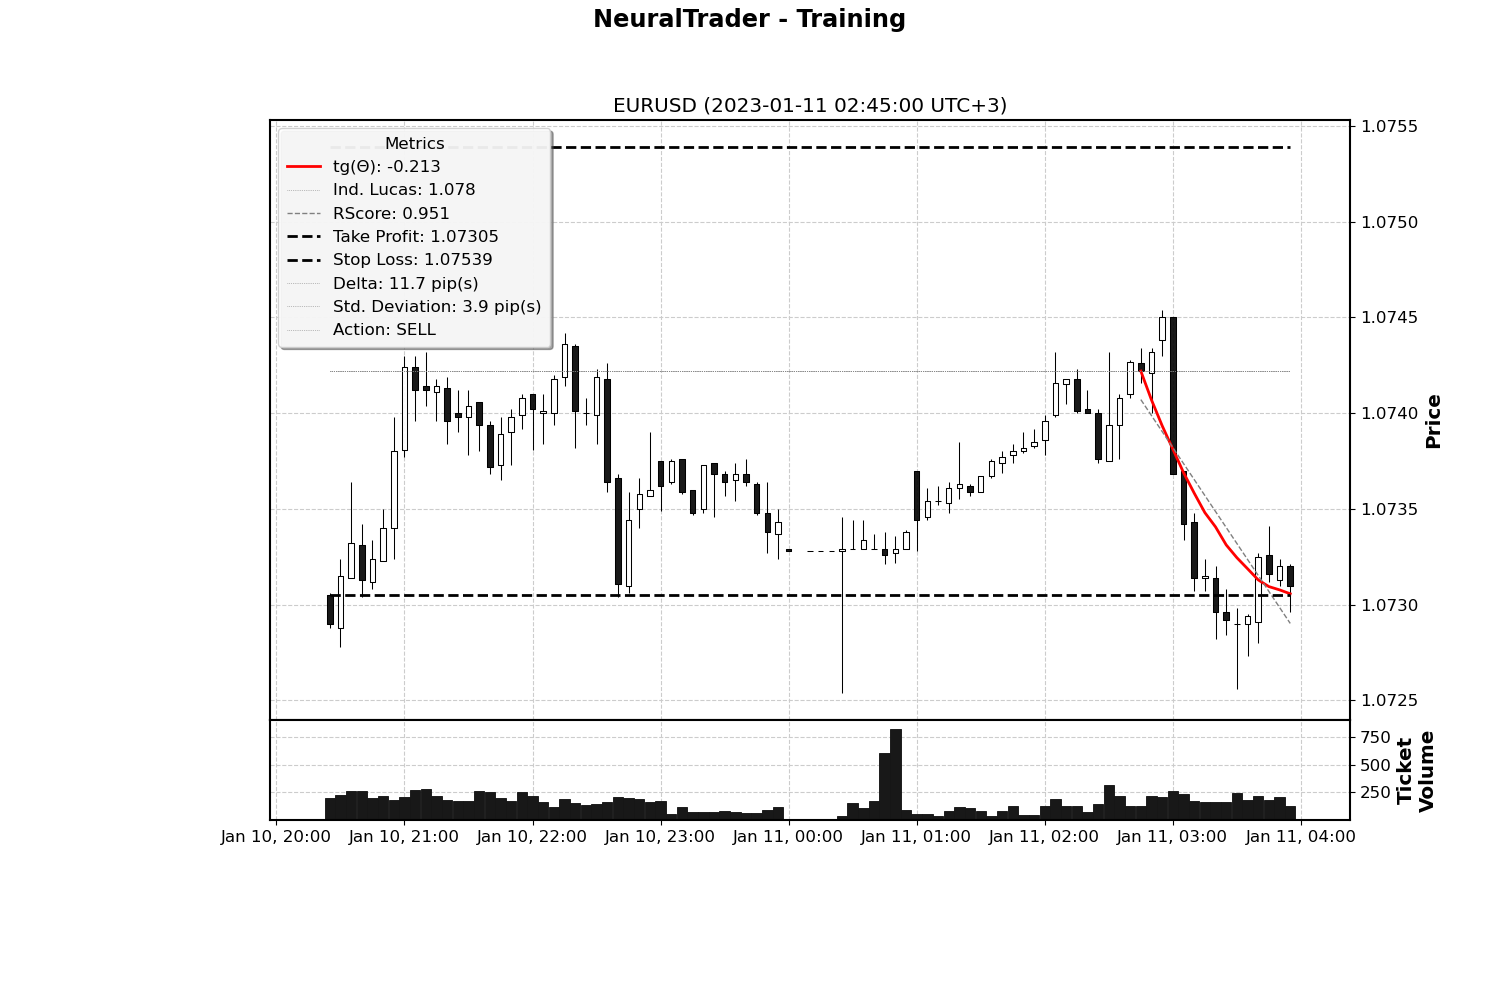 NeuralTrader - Training
EURUSD (2023-01-11 02:45:00 UTC+3)
Metrics
tg(Θ): -0.213
Ind. Lucas: 1.078
RScore: 0.951
Take Profit: 1.07305
Stop Loss: 1.07539
Delta: 11.7 pip(s)
Std. Deviation: 3.9 pip(s)
Action: SELL
1.0755
1.0750
1.0745
1.0740
1.0735
1.0730
1.0725
Price
750
500
250
Ticket
Volume
Jan 10, 20:00
Jan 10, 21:00
Jan 10, 22:00
Jan 10, 23:00
Jan 11, 00:00
Jan 11, 01:00
Jan 11, 02:00
Jan 11, 03:00
Jan 11, 04:00